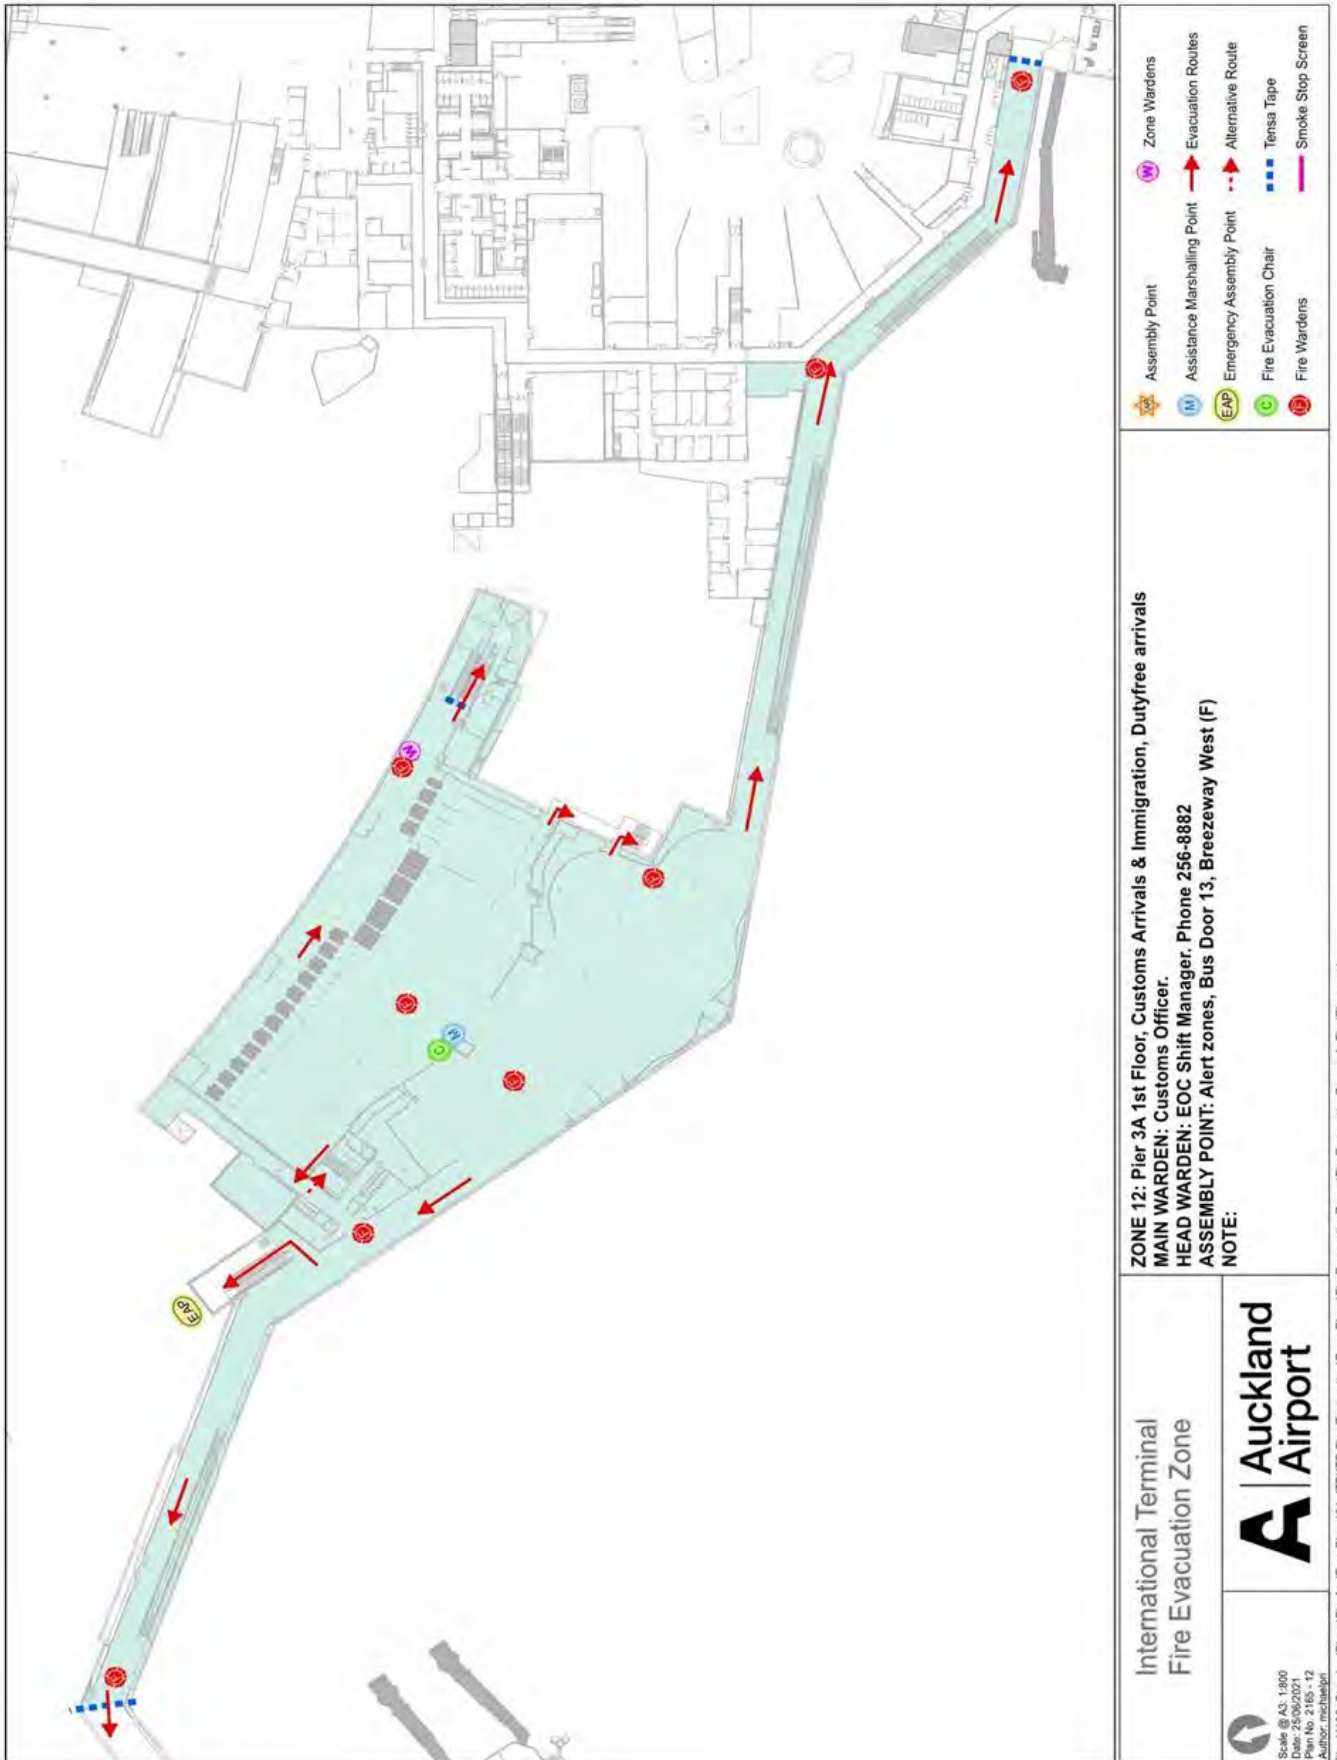 International Terminal
Fire Evacuation Zone
Scale @ A3: 1:800
Date: 25/06/2021
Plan No. 2165 - 12
Author: michaelpri
Auckland
Airport
ZONE 12: Pier 3A 1st Floor, Customs Arrivals & Immigration, Dutyfree arrivals
MAIN WARDEN: Customs Officer.
HEAD WARDEN: EOC Shift Manager. Phone 256-8882
ASSEMBLY POINT: Alert zones, Bus Door 13, Breezeway West (F)
NOTE:
AP Assembly Point
M Assistance Marshalling Point
EAP Emergency Assembly Point
C Fire Evacuation Chair
F Fire Wardens
W Zone Wardens
Evacuation Routes
Alternative Route
Tensa Tape
Smoke Stop Screen
EAP
F
F
C
M
F
F
F
W
F
F
F